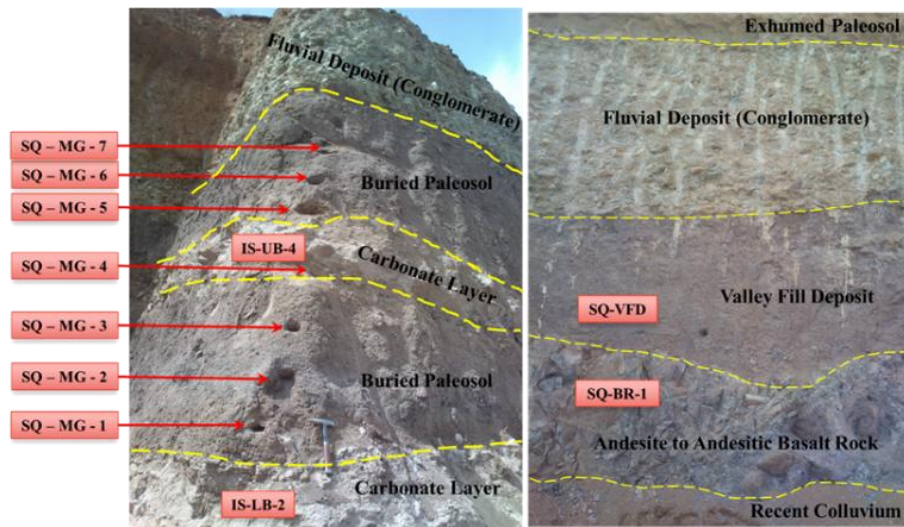 Fluvial Deposit (Conglomerate)
SQ – MG - 7
SQ – MG - 6
Buried Paleosol
SQ – MG - 5
IS-UB-4
SQ – MG - 4
Carbonate Layer
SQ – MG - 3
SQ – MG - 2
Buried Paleosol
SQ – MG - 1
Carbonate Layer
IS-LB-2
Exhumed Paleosol
Fluvial Deposit (Conglomerate)
Valley Fill Deposit
SQ-VFD
SQ-BR-1
Andesite to Andesitic Basalt Rock
Recent Colluvium